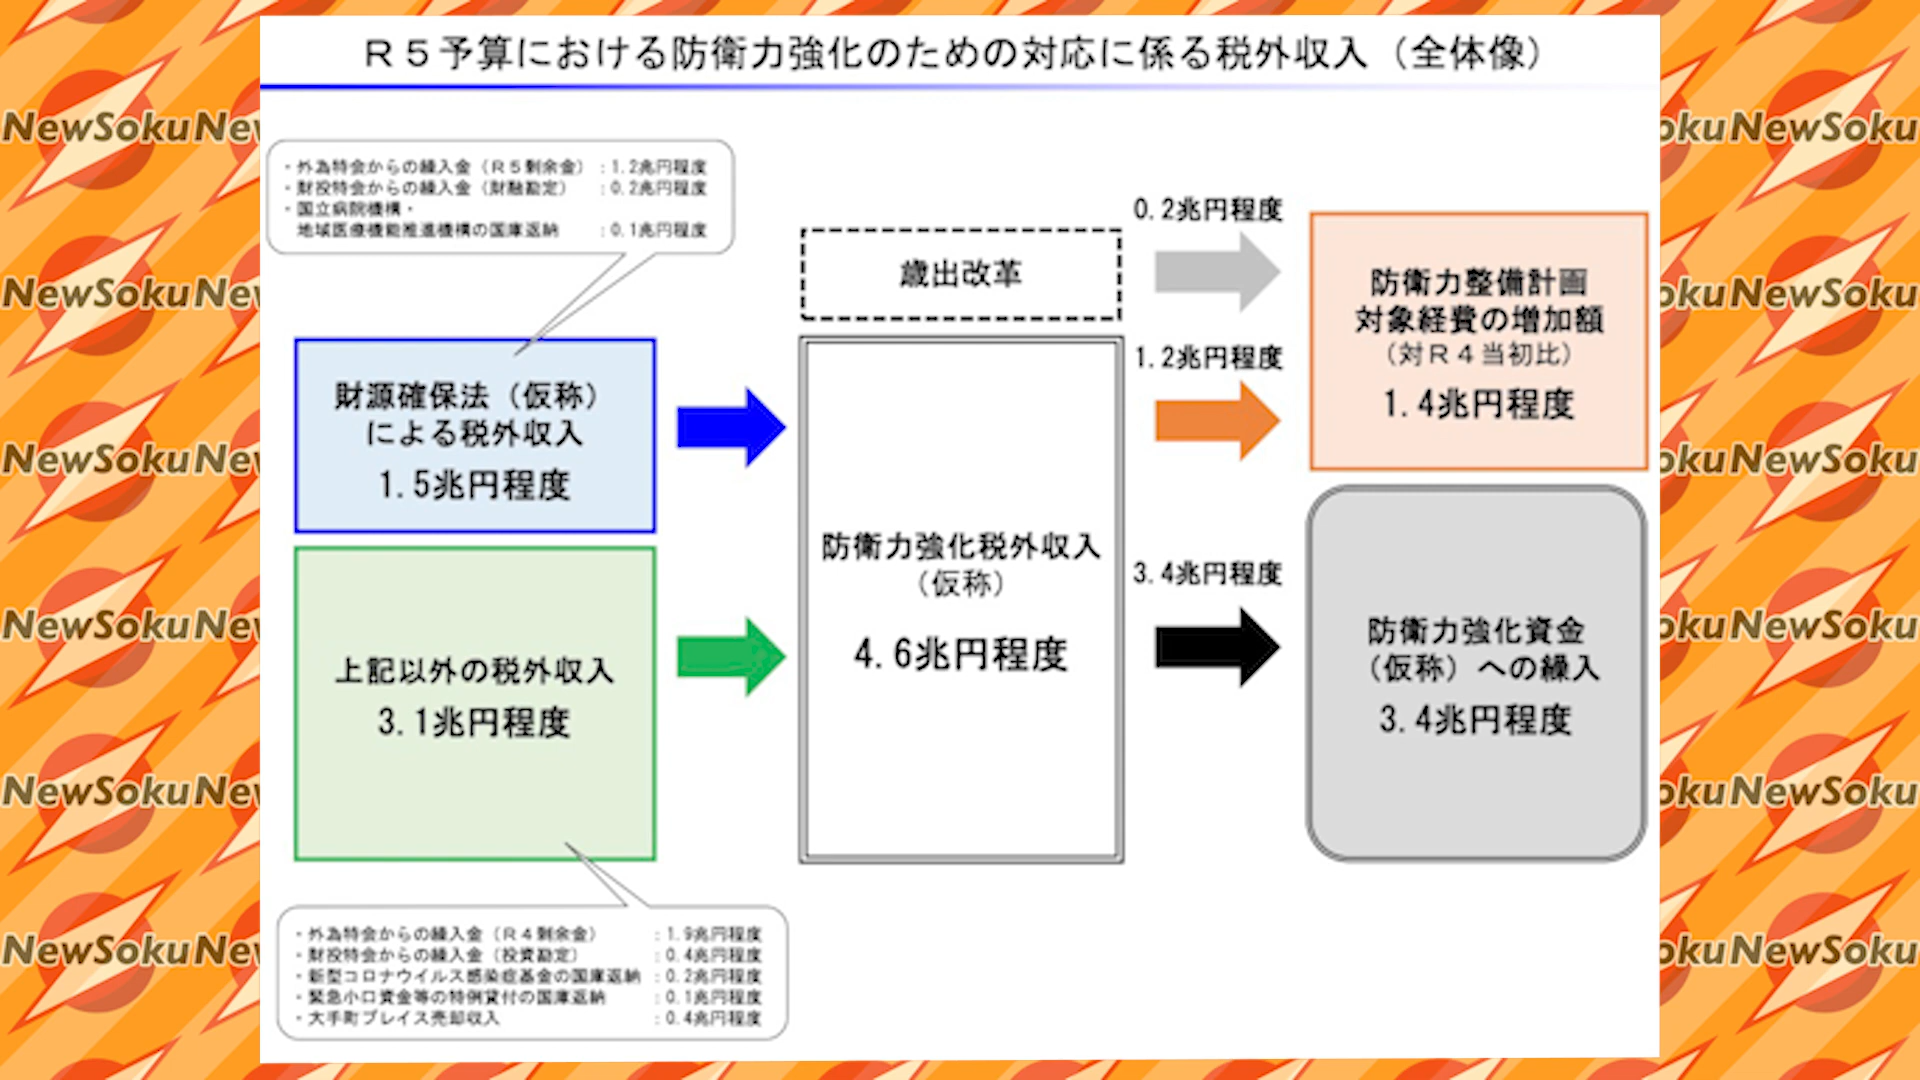 R5予算における防衛力強化のための対応に係る税外収入（全体像）
・外為特会からの繰入金（R5剰余金）：1.2兆円程度
・財投特会からの繰入金（財融勘定）：0.2兆円程度
・国立病院機構・
地域医療機能推進機構の国庫返納：0.1兆円程度
財源確保法（仮称）
による税外収入
1.5兆円程度
上記以外の税外収入
3.1兆円程度
・外為特会からの繰入金（R4剰余金）：1.9兆円程度
・財投特会からの繰入金（投資勘定）：0.4兆円程度
・新型コロナウイルス感染症基金の国庫返納：0.2兆円程度
・緊急小口資金等の特例貸付の国庫返納：0.1兆円程度
・大手町プレイス売却収入：0.4兆円程度
歳出改革
防衛力強化税外収入
（仮称）
4.6兆円程度
0.2兆円程度
1.2兆円程度
3.4兆円程度
防衛力整備計画
対象経費の増加額
（対R4当初比）
1.4兆円程度
防衛力強化資金
（仮称）への繰入
3.4兆円程度
NewSokuNew
okuNewSoku
NewSokuNew
okuNewSoku
NewSokuNew
okuNewSoku
NewSokuNew
okuNewSoku
NewSokuNew
okuNewSoku
NewSokuNew
okuNewSoku